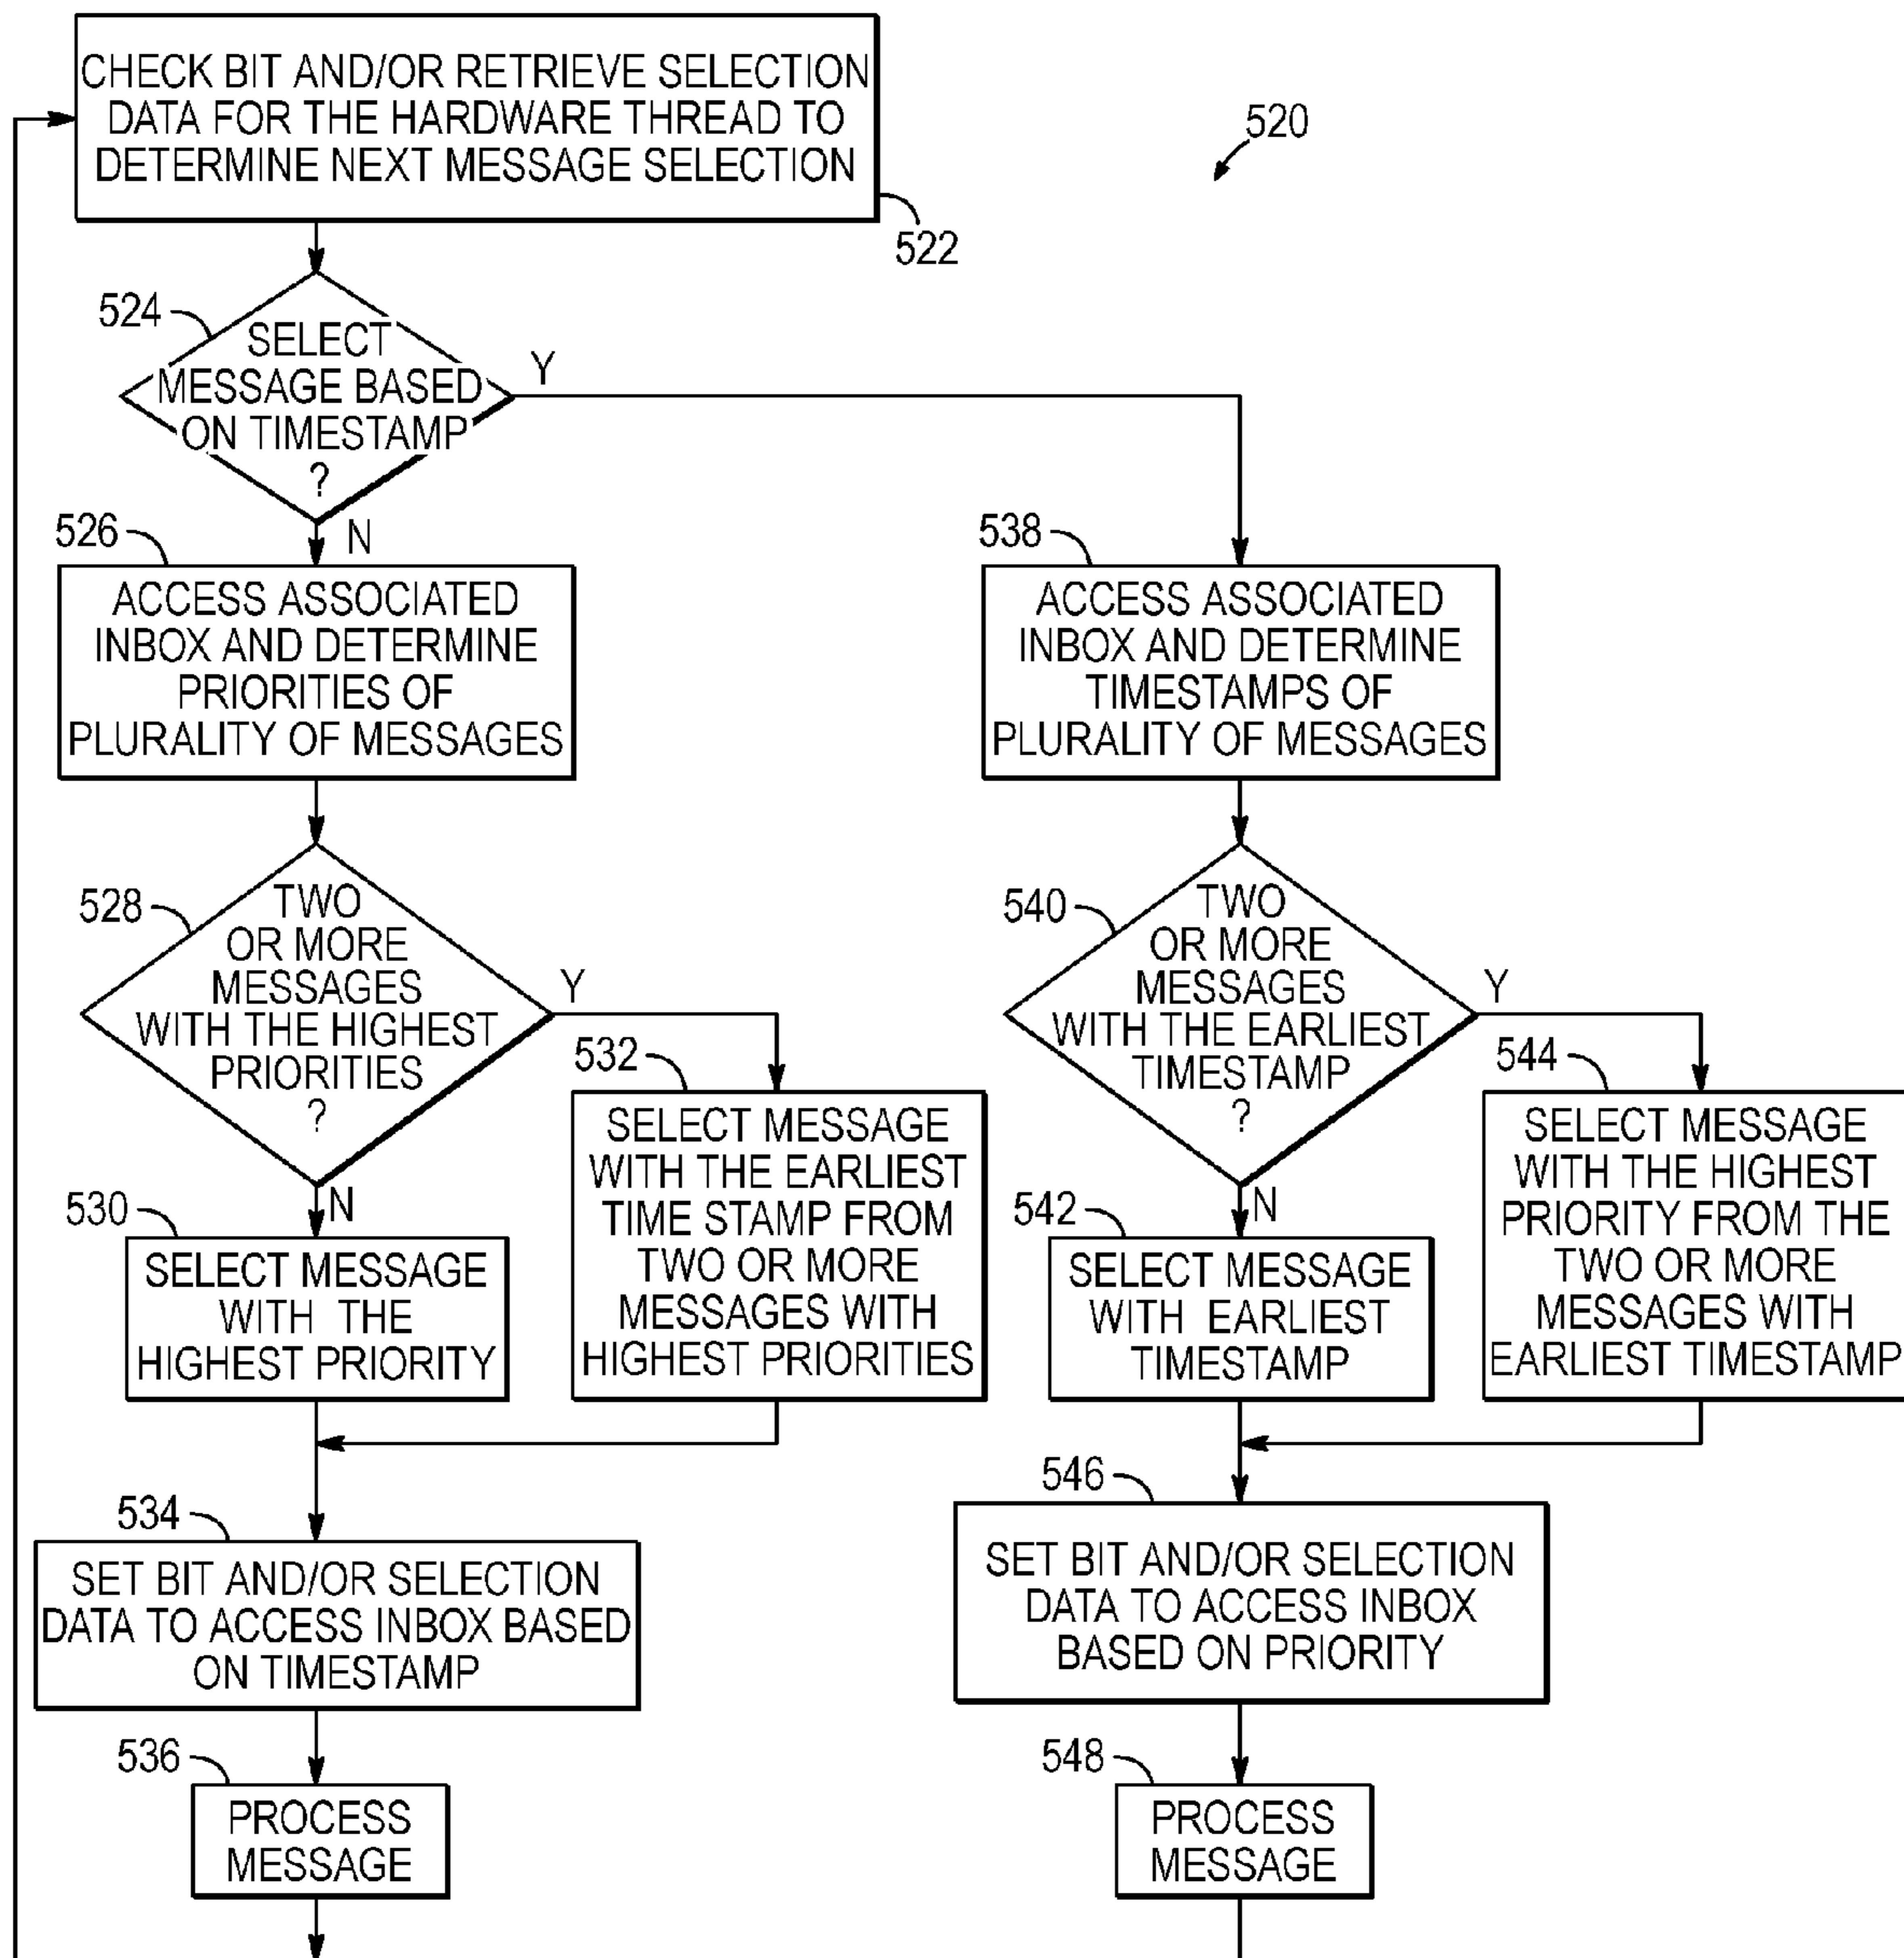 CHECK BIT AND/OR RETRIEVE SELECTION
DATA FOR THE HARDWARE THREAD TO
DETERMINE NEXT MESSAGE SELECTION
520
522
524
SELECT
MESSAGE BASED
ON TIMESTAMP
?
Y
N
526
ACCESS ASSOCIATED
INBOX AND DETERMINE
PRIORITIES OF
PLURALITY OF MESSAGES
528
TWO
OR MORE
MESSAGES
WITH THE HIGHEST
PRIORITIES
?
Y
N
530
SELECT MESSAGE
WITH THE
HIGHEST PRIORITY
532
SELECT MESSAGE
WITH THE EARLIEST
TIME STAMP FROM
TWO OR MORE
MESSAGES WITH
HIGHEST PRIORITIES
534
SET BIT AND/OR SELECTION
DATA TO ACCESS INBOX BASED
ON TIMESTAMP
536
PROCESS
MESSAGE
538
ACCESS ASSOCIATED
INBOX AND DETERMINE
TIMESTAMPS OF
PLURALITY OF MESSAGES
540
TWO
OR MORE
MESSAGES
WITH THE EARLIEST
TIMESTAMP
?
Y
N
542
SELECT MESSAGE
WITH EARLIEST
TIMESTAMP
544
SELECT MESSAGE
WITH THE HIGHEST
PRIORITY FROM THE
TWO OR MORE
MESSAGES WITH
EARLIEST TIMESTAMP
546
SET BIT AND/OR SELECTION
DATA TO ACCESS INBOX
BASED ON PRIORITY
548
PROCESS
MESSAGE